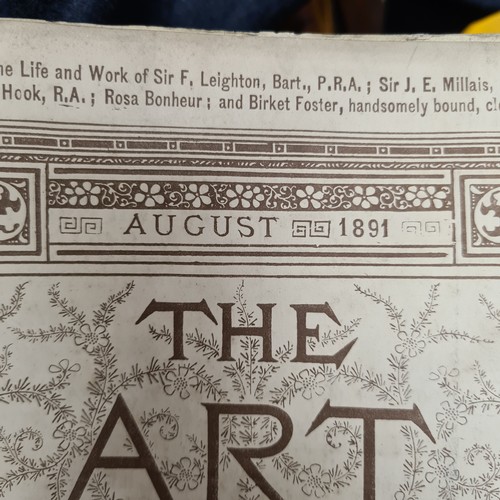 Life and Work of Sir F. Leighton, Bart., P.R.A.; Sir J. E. Millais,
Hook, R.A.; Rosa Bonheur; and Birket Foster, handsomely bound,
AUGUST 1891
THE
ART